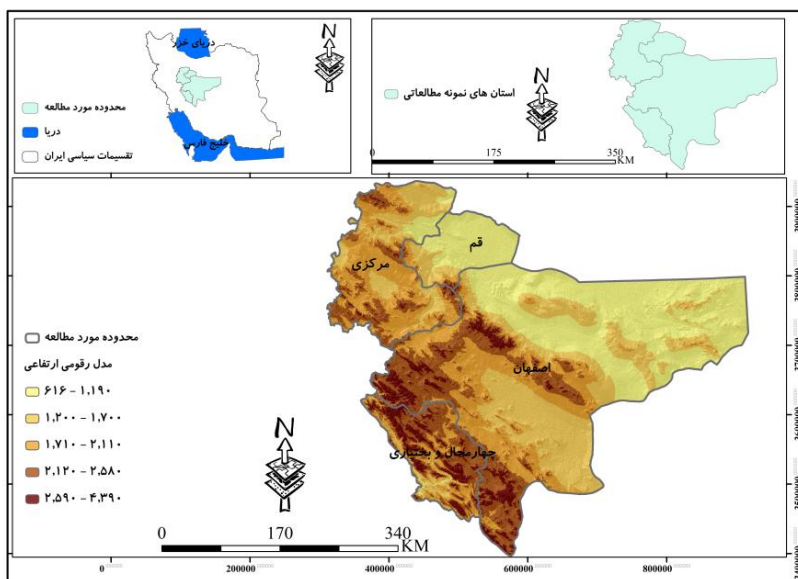 دریای خزر
خلیج فارس
N
محدوده مورد مطالعه
دریا
تقسیمات سیاسی ایران
استان های نمونه مطالعاتی
N
0 175 350
KM
قم
مرکزی
اصفهان
چهارمحال و بختیاری
محدوده مورد مطالعه
مدل رقومی ارتفاعی
۶۱۶ - ۱,۱۹۰
۱,۲۰۰ - ۱,۷۰۰
۱,۷۱۰ - ۲,۱۱۰
۲,۱۲۰ - ۲,۵۸۰
۲,۵۹۰ - ۴,۳۹۰
N
0 170 340
KM
0 200000 400000 600000 800000